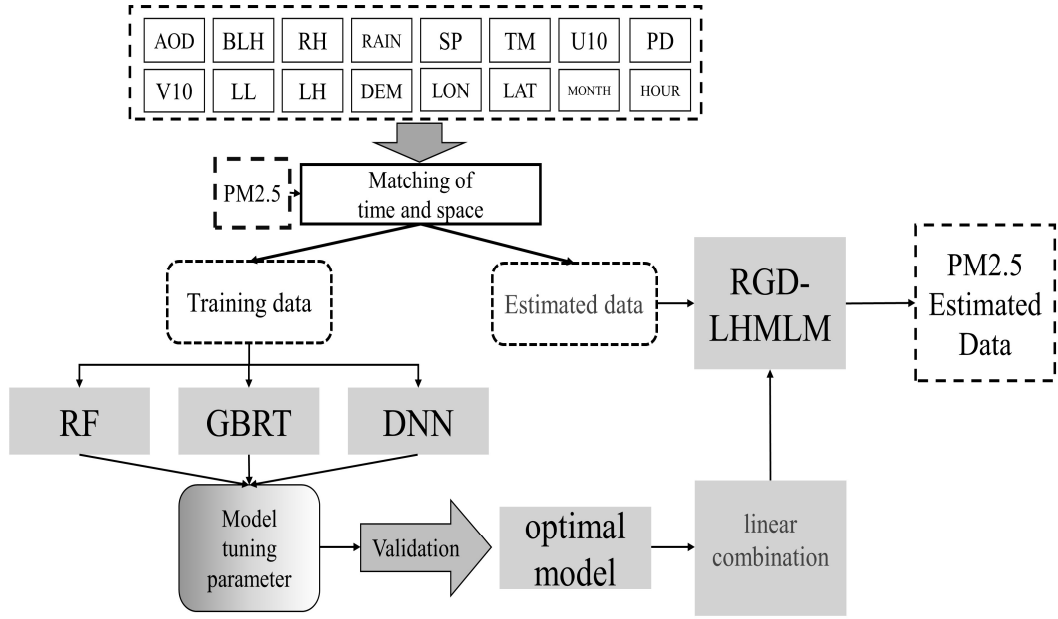 AOD BLH RH RAIN SP TM U10 PD
V10 LL LH DEM LON LAT MONTH HOUR
PM2.5
Matching of
time and space
Training data
Estimated data
RGD-
LHMLM
PM2.5
Estimated
Data
RF GBRT DNN
Model
tuning
parameter
Validation
optimal
model
linear
combination